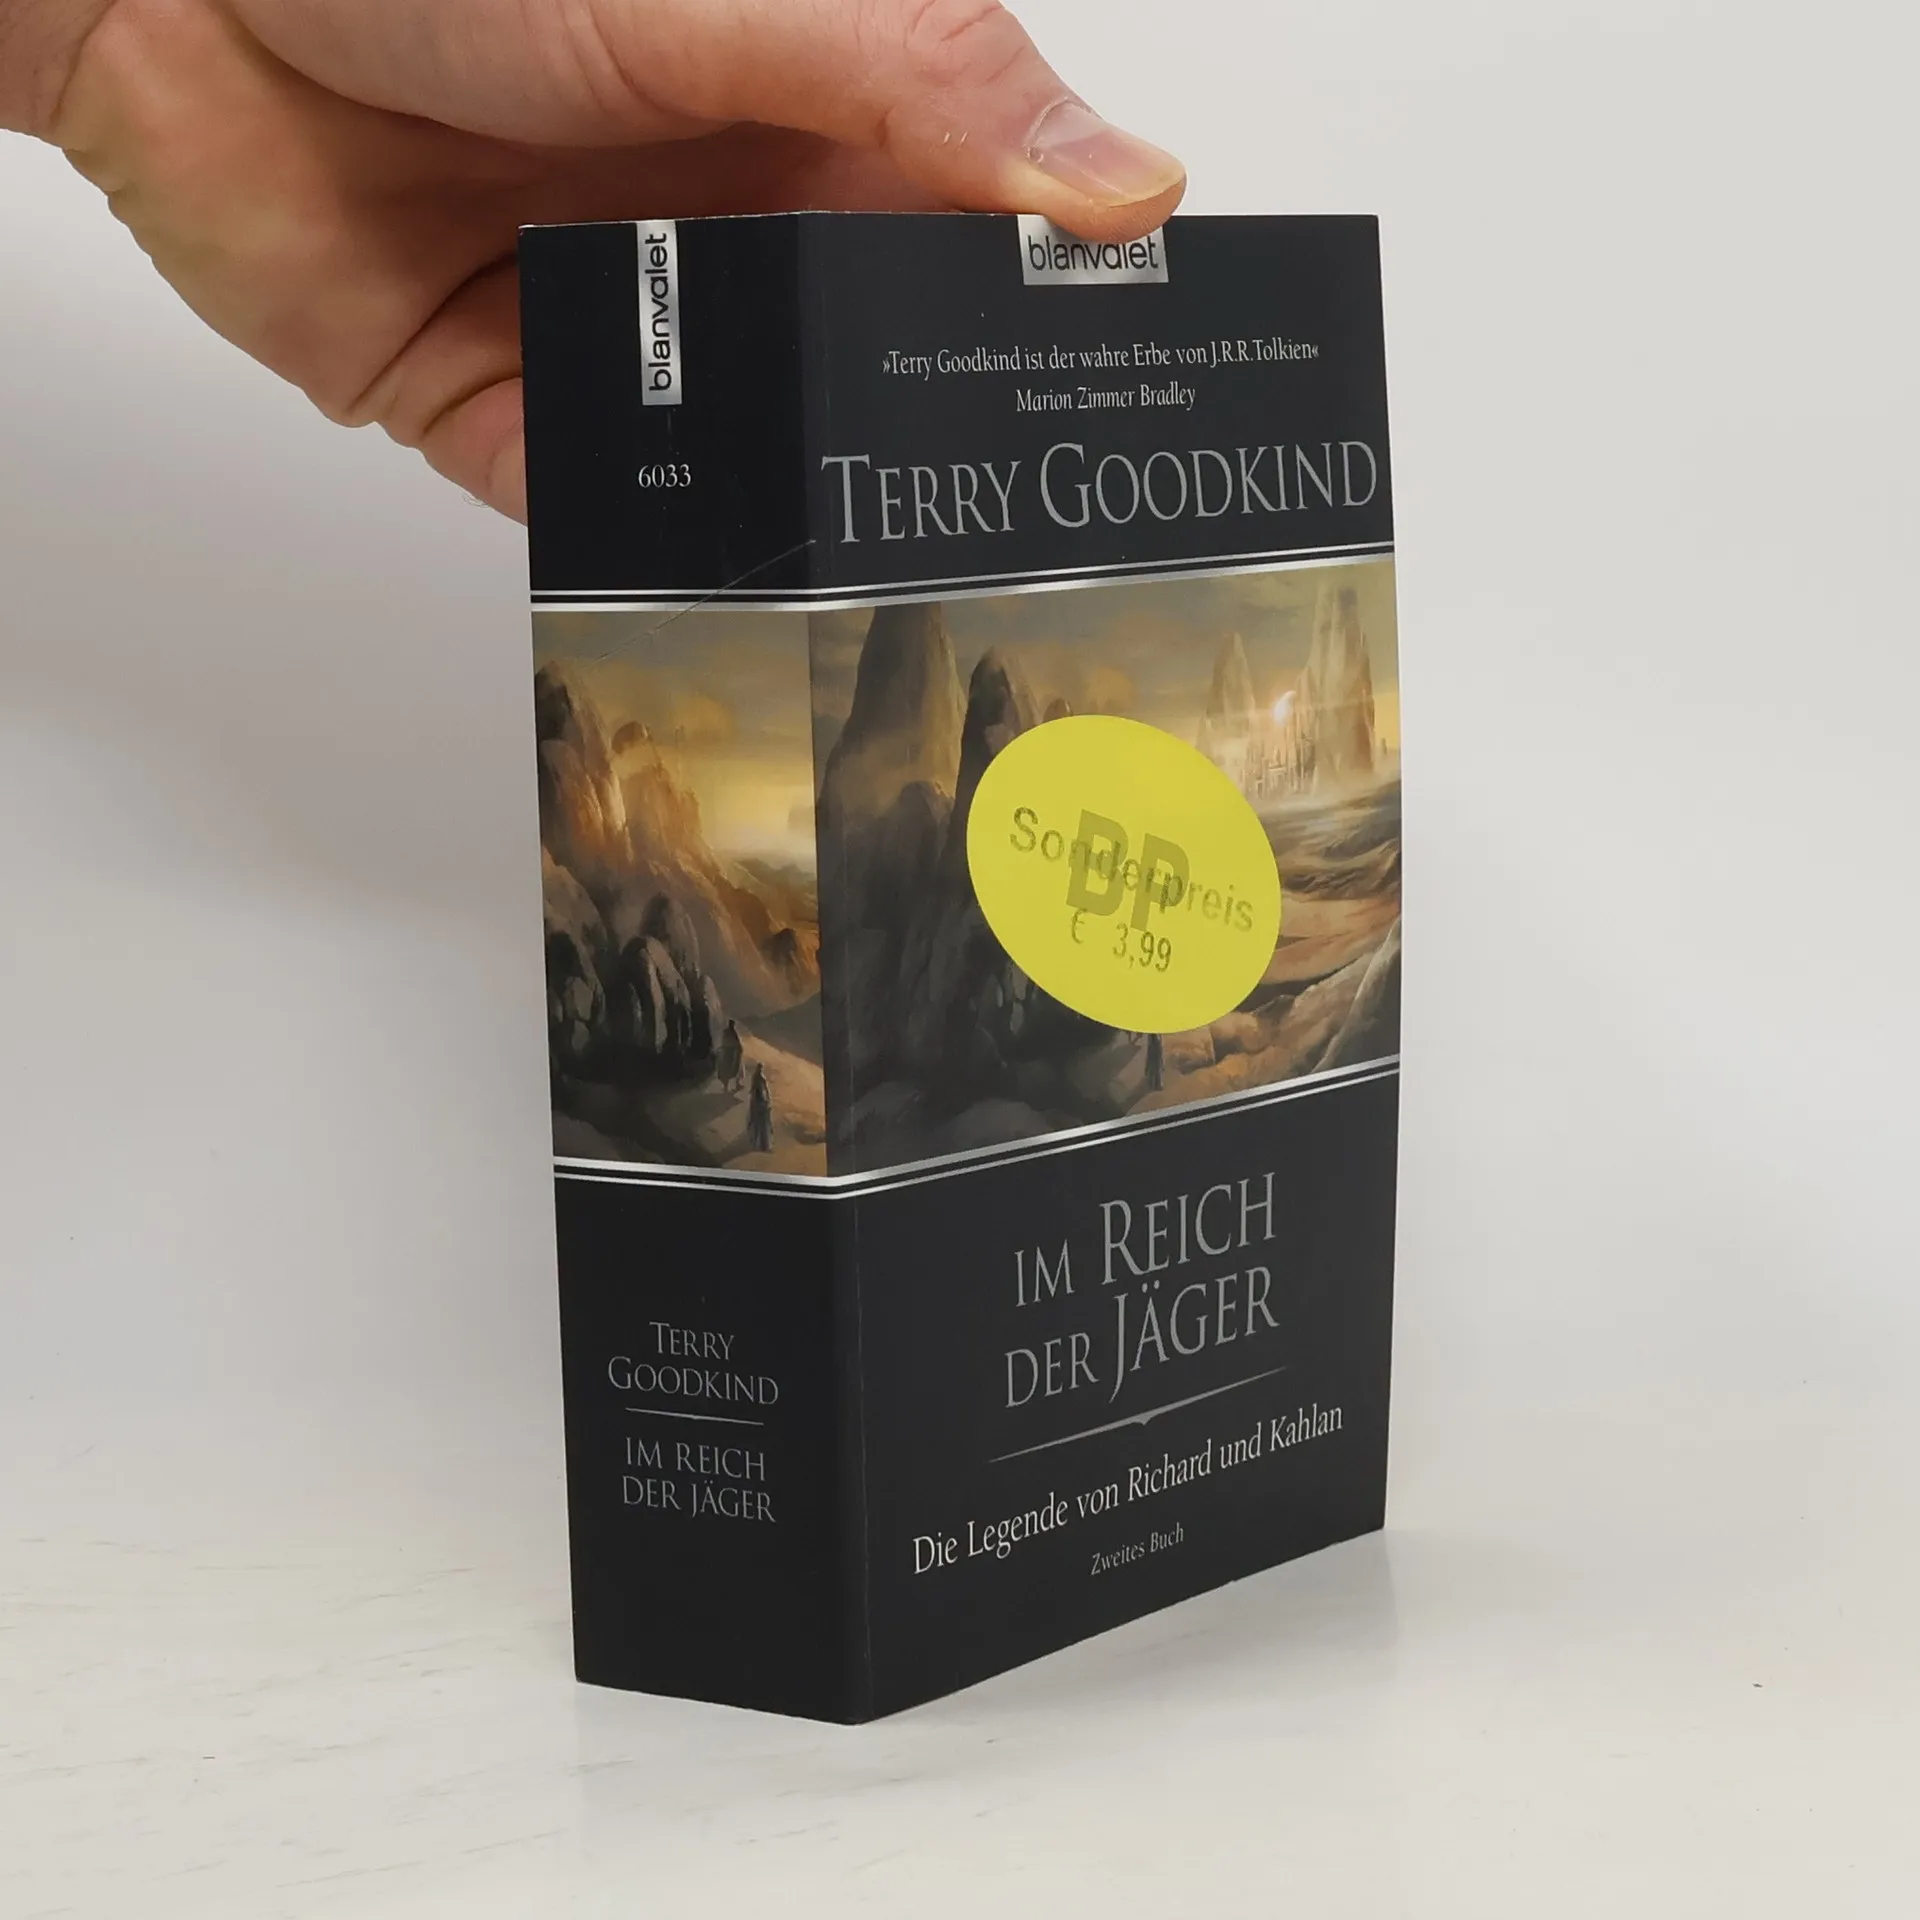 blanvalet
6033
TERRY
GOODKIND
IM REICH
DER JÄGER
blanvalet
»Terry Goodkind ist der wahre Erbe von J.R.R.Tolkien«
Marion Zimmer Bradley
TERRY GOODKIND
BP
Sonderpreis
€ 3,99
IM REICH
DER JÄGER
Die Legende von Richard und Kahlan
Zweites Buch